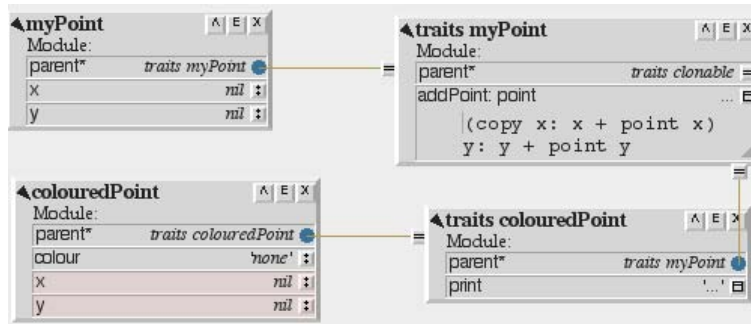 myPoint
Λ E X
Module:
parent* traits myPoint
x nil
y nil
traits myPoint
Λ E X
Module:
parent* traits clonable =
addPoint: point ...
(copy x: x + point x)
y: y + point y
colouredPoint
Λ E X
Module:
parent* traits colouredPoint
colour 'none'
x nil
y nil
traits colouredPoint
Λ E X
Module:
parent* traits myPoint
print '...'